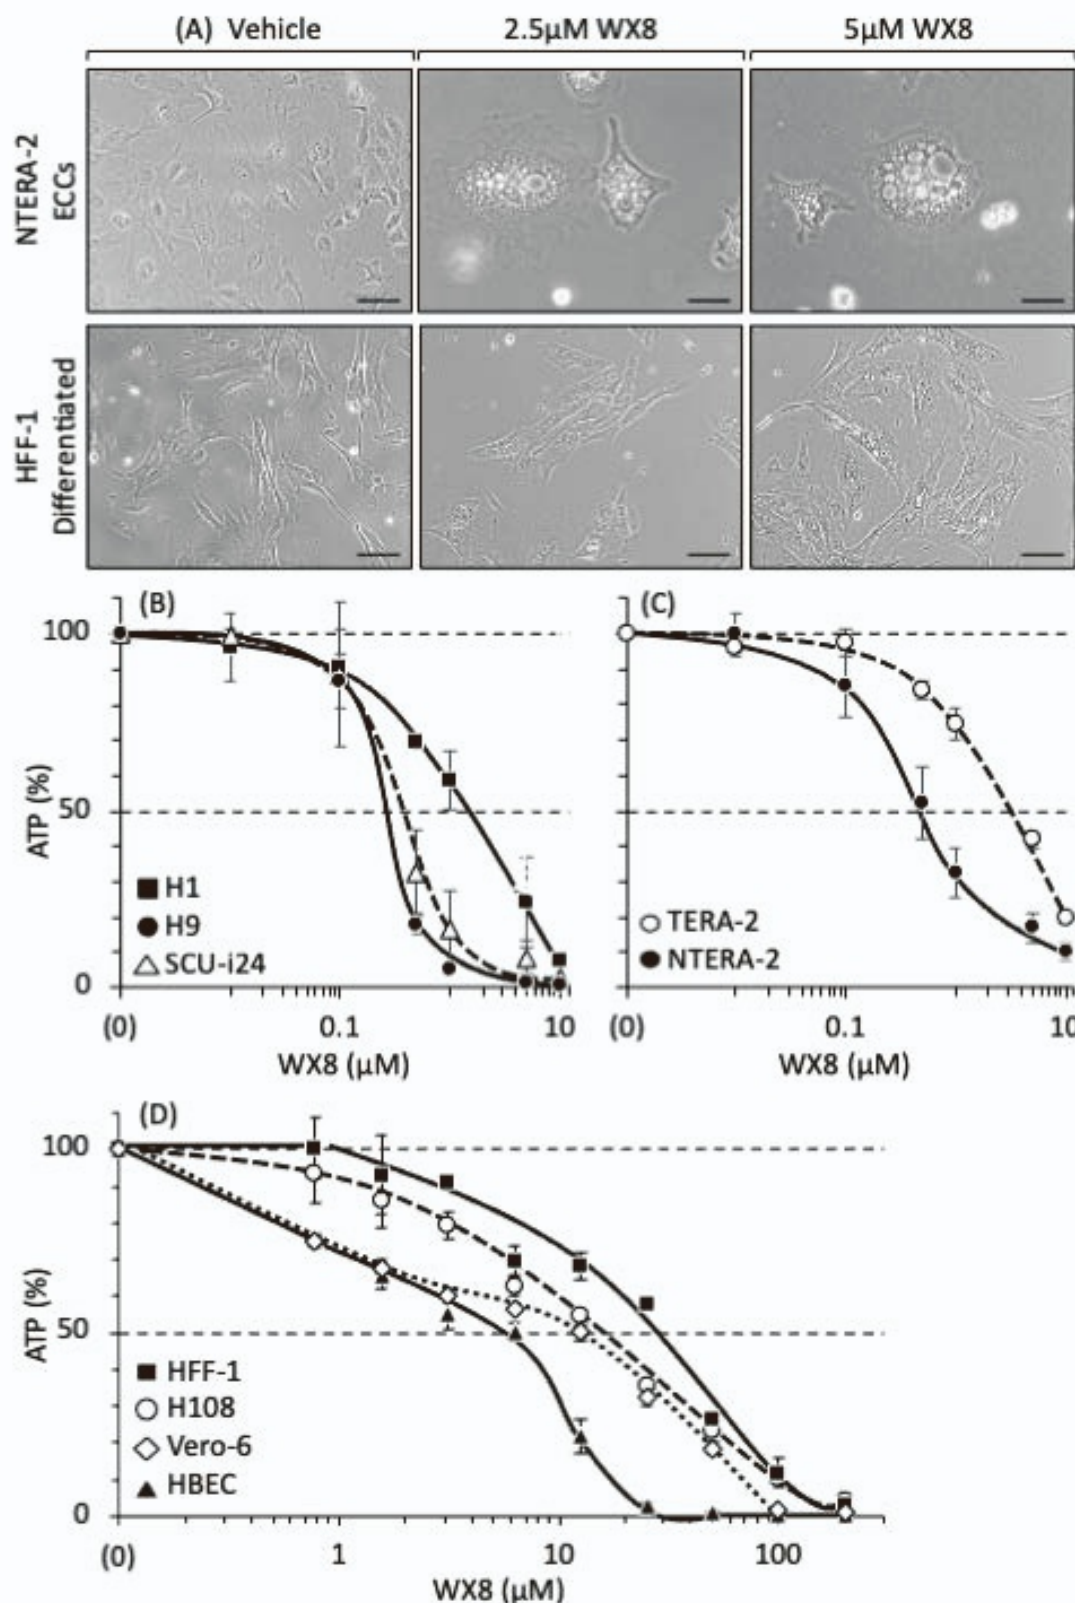 (A) Vehicle 2.5µM WX8 5µM WX8
NTERA-2
ECCs
HFF-1
Differentiated
(B) (C)
100
50
0
ATP (%)
H1
H9
SCU-i24
TERA-2
NTERA-2
(0) 0.1 10 (0) 0.1 10
WX8 (µM) WX8 (µM)
(D)
100
50
0
ATP (%)
HFF-1
H108
Vero-6
HBEC
(0) 1 10 100
WX8 (µM)